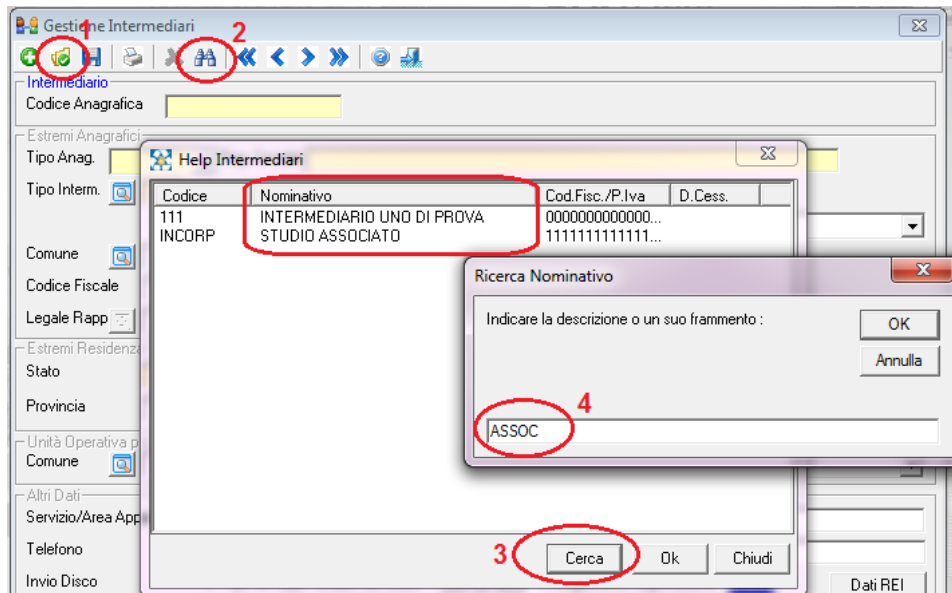 Gestione Intermediari
1
2
Intermediario
Codice Anagrafica
Estremi Anagrafici
Tipo Anag.
Help Intermediari
Tipo Interm.
Codice Nominativo Cod.Fisc./P.Iva D.Cess.
111 INTERMEDIARIO UNO DI PROVA 0000000000000...
INCORP STUDIO ASSOCIATO 1111111111111...
Comune
Ricerca Nominativo
Codice Fiscale
Indicare la descrizione o un suo frammento :
OK
Legale Rapp
Estremi Residenza
Annulla
Stato
Provincia
4
ASSOC
Unità Operativa p
Comune
Altri Dati
Servizio/Area App
Telefono
3
Cerca Ok Chiudi
Invio Disco
Dati REI